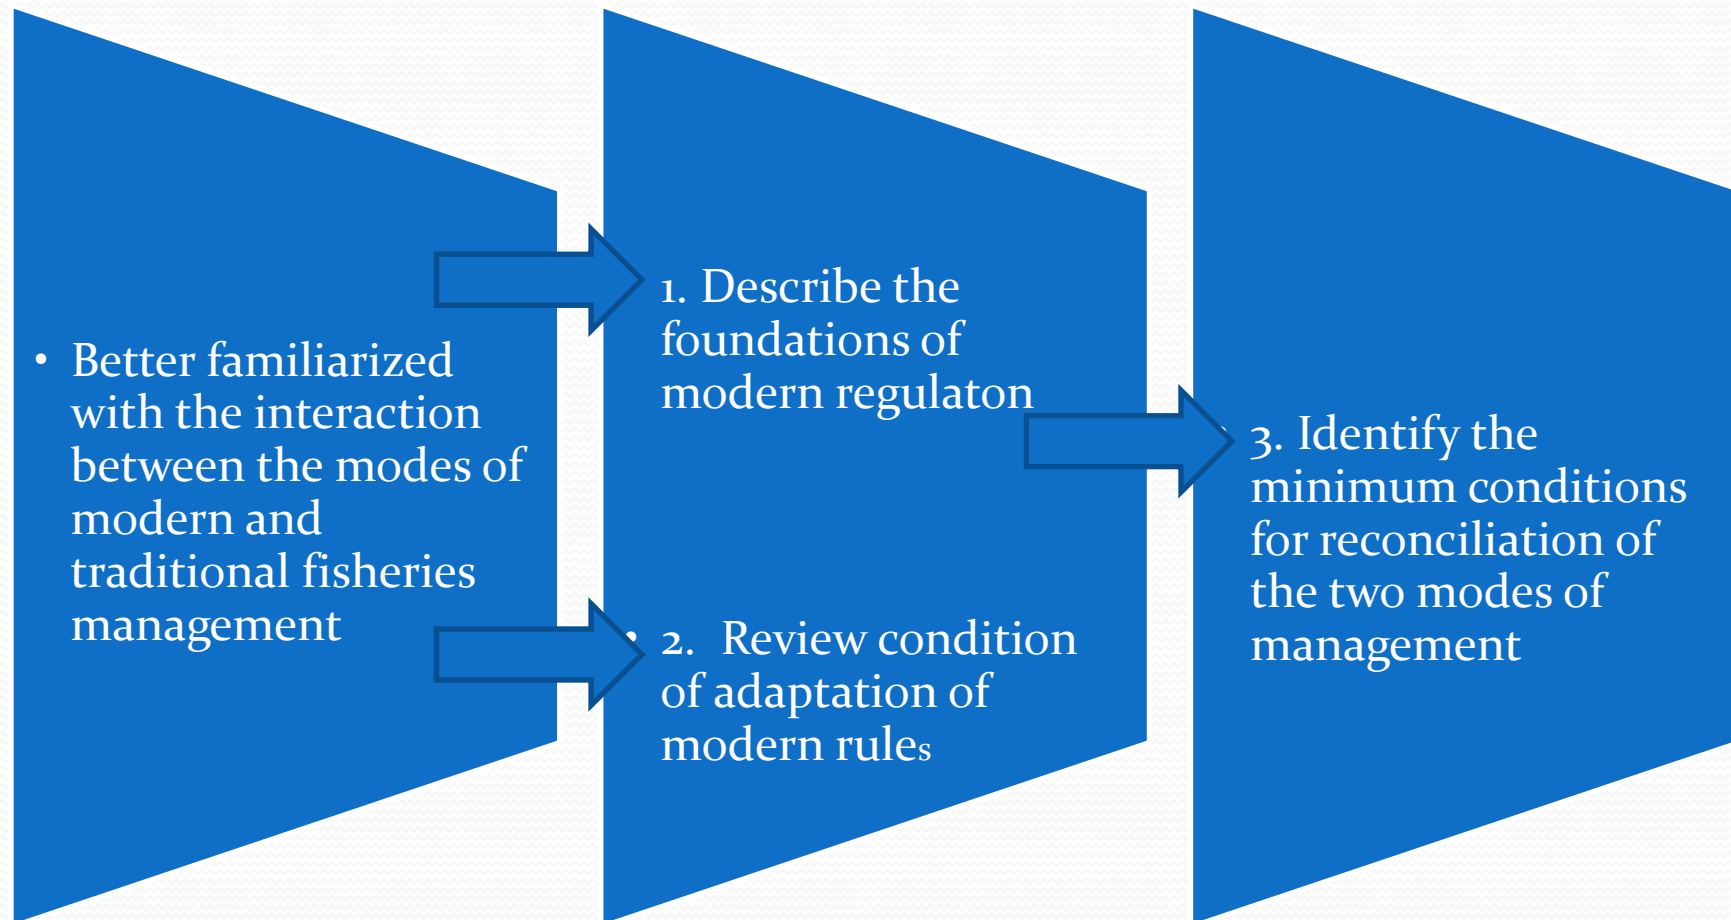 • Better familiarized
with the interaction
between the modes of
modern and
traditional fisheries
management
1. Describe the
foundations of
modern regulaton
• 2. Review condition
of adaptation of
modern rules
• 3. Identify the
minimum conditions
for reconciliation of
the two modes of
management